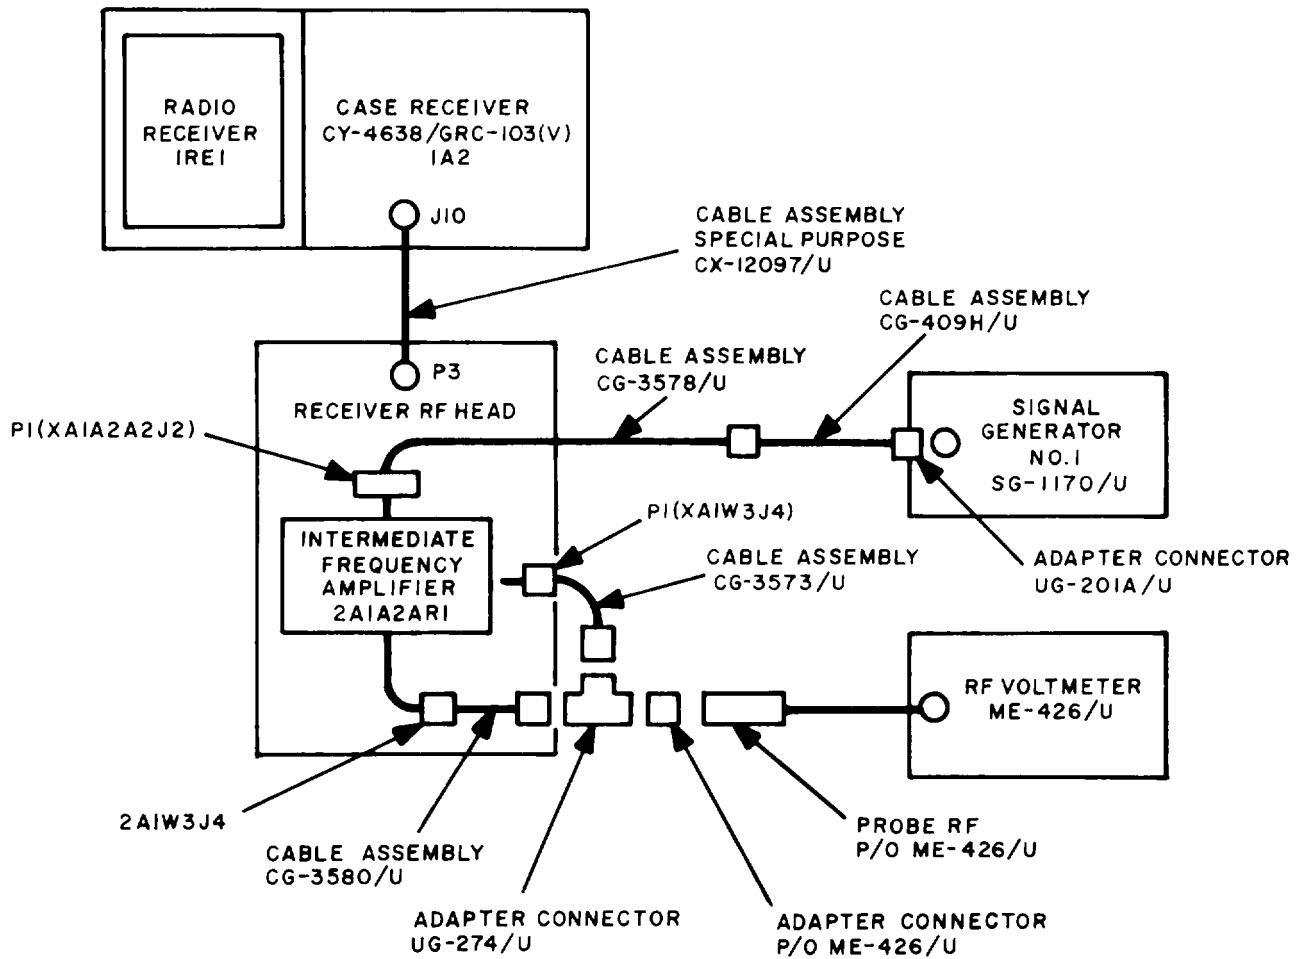 RADIO
RECEIVER
1RE1
CASE RECEIVER
CY-4638/GRC-103(V)
1A2
J10
CABLE ASSEMBLY
SPECIAL PURPOSE
CX-12097/U
CABLE ASSEMBLY
CG-409H/U
P3
CABLE ASSEMBLY
CG-3578/U
RECEIVER RF HEAD
P1(XA1A2A2J2)
SIGNAL
GENERATOR
NO.1
SG-1170/U
P1(XA1W3J4)
INTERMEDIATE
FREQUENCY
AMPLIFIER
2A1A2AR1
CABLE ASSEMBLY
CG-3573/U
ADAPTER CONNECTOR
UG-201A/U
RF VOLTMETER
ME-426/U
2A1W3J4
CABLE ASSEMBLY
CG-3580/U
PROBE RF
P/O ME-426/U
ADAPTER CONNECTOR
UG-274/U
ADAPTER CONNECTOR
P/O ME-426/U